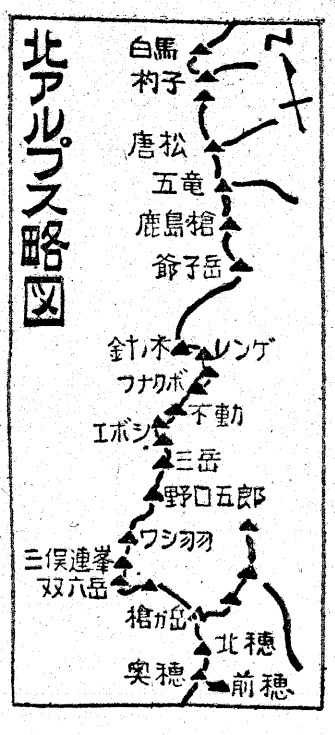 北アルプス略図
N
白馬
杓子
唐松
五竜
鹿島槍
爺子岳
針ノ木
レンゲ
フナクボ
不動
エボシ
三岳
野口五郎
ワシ羽
三俣連峯
双六岳
槍ガ岳
北穂
奥穂
前穂